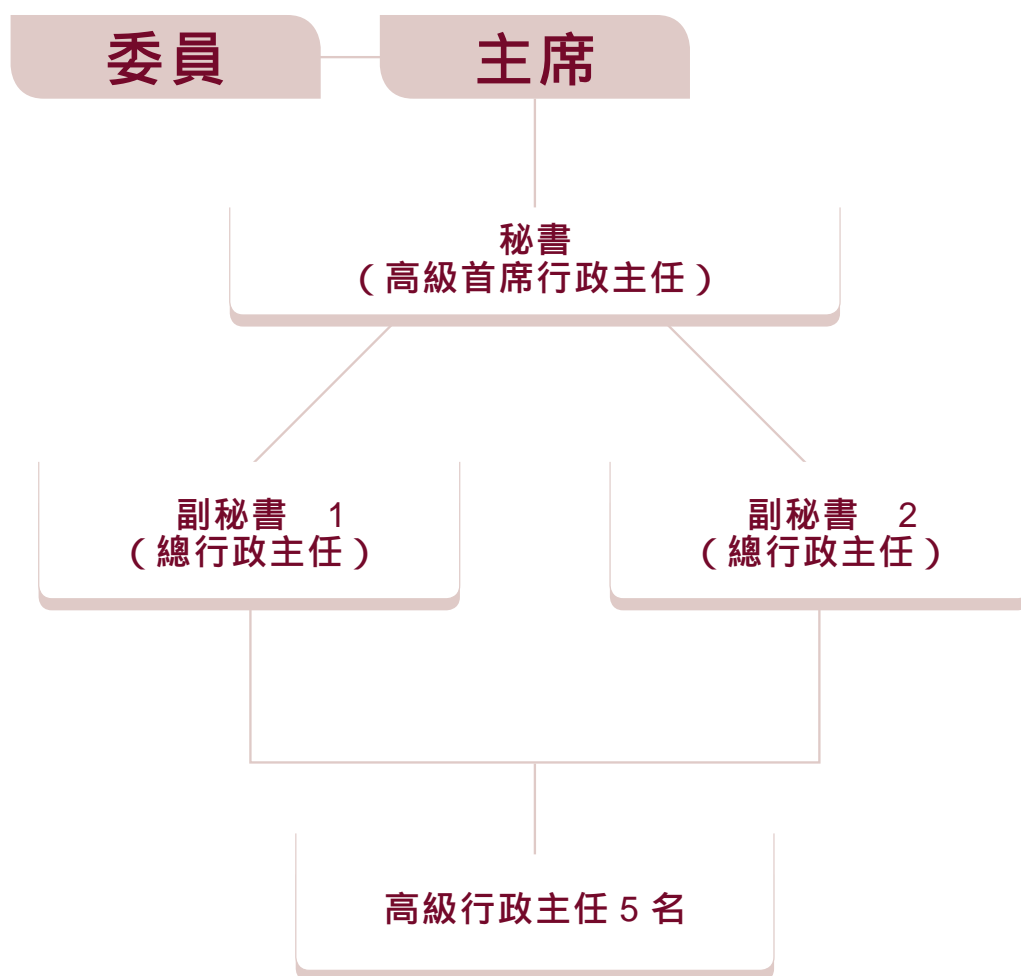 委員
主席
秘書
（高級首席行政主任）
副秘書　1
（總行政主任）
副秘書　2
（總行政主任）
高級行政主任 5 名